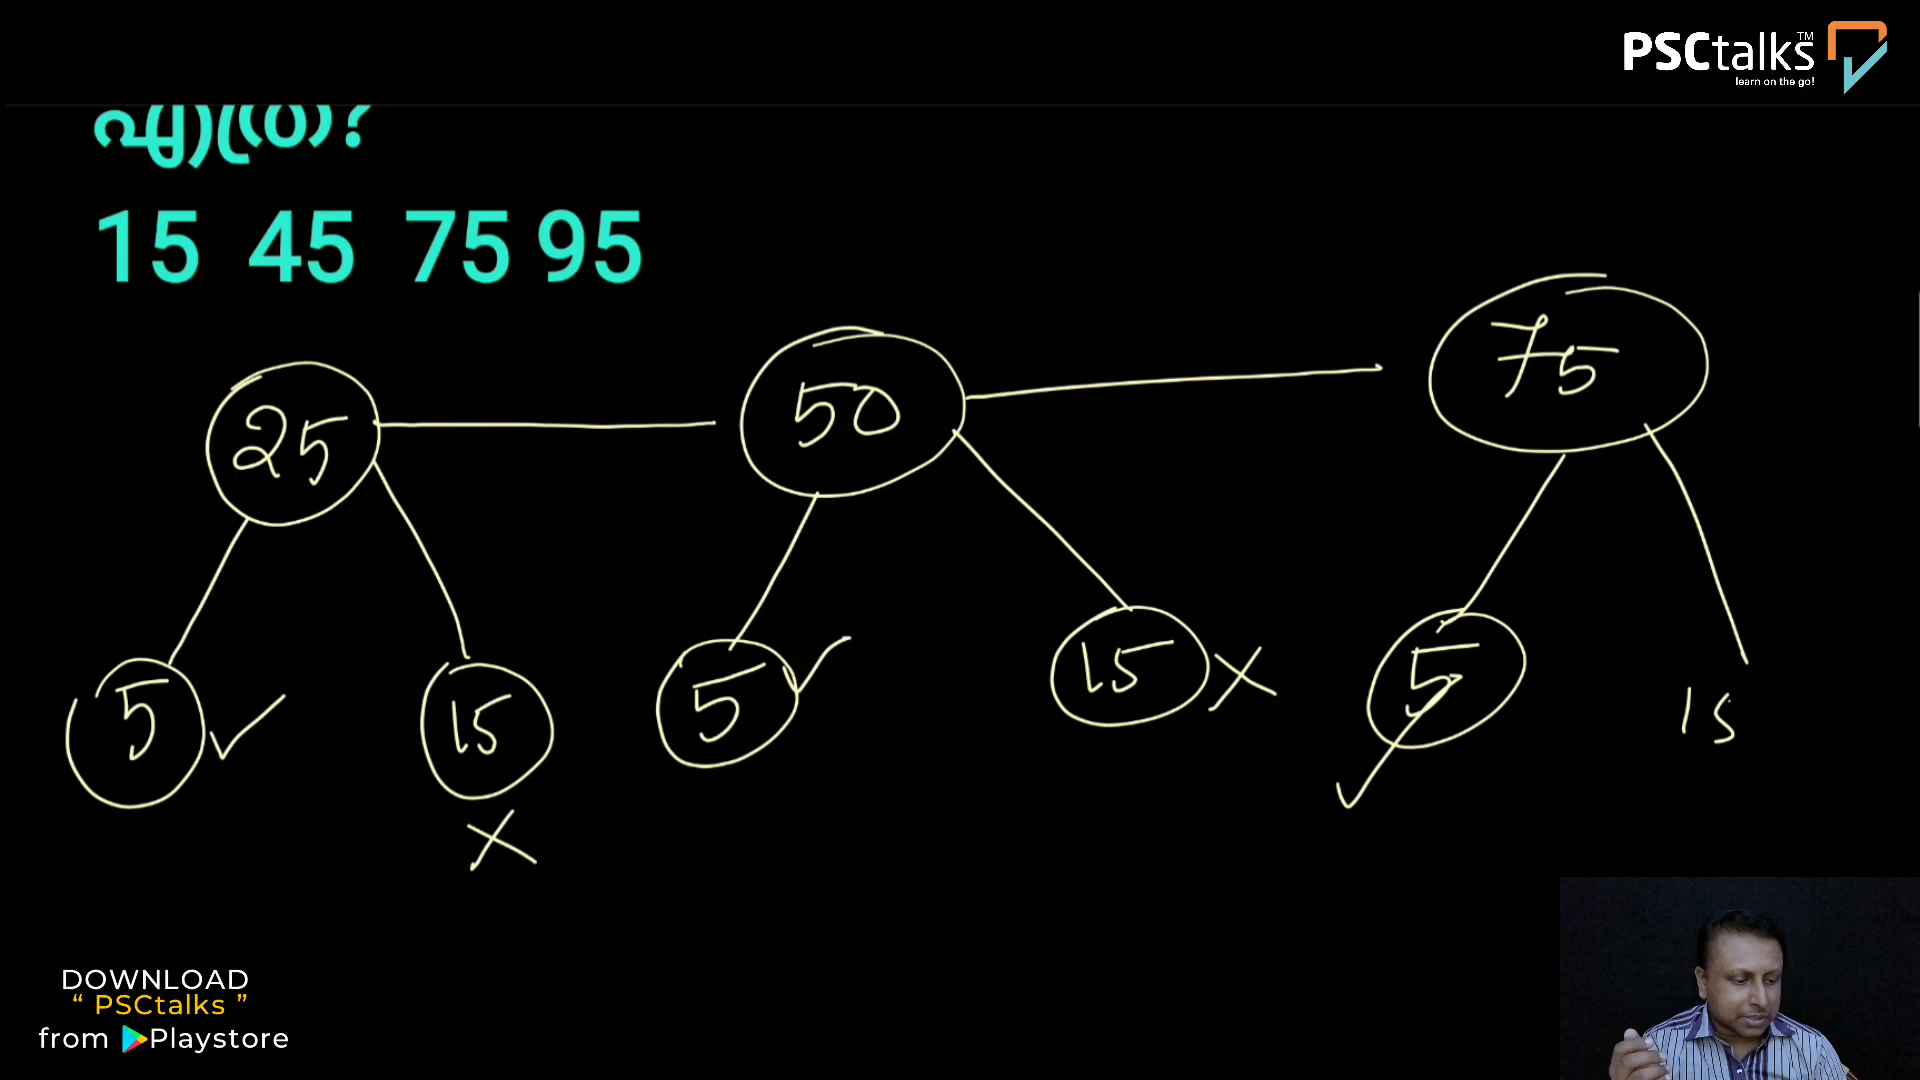 PSCtalks™
learn on the go!
എത്ര?
15 45 75 95
25 50 75
5 15 5 15 5 15
DOWNLOAD
“ PSCtalks ”
from Playstore